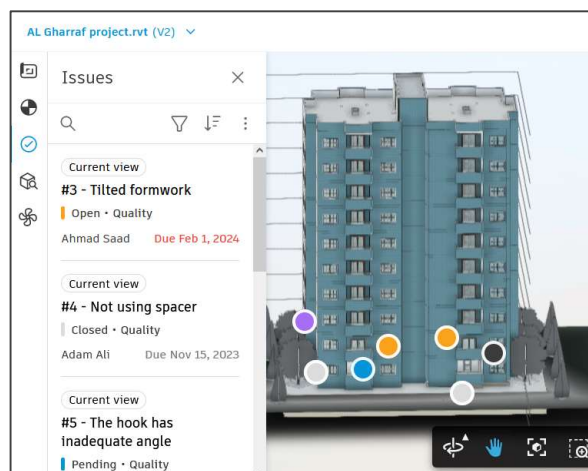 AL Gharraf project.rvt (V2)
Issues
Current view
#3 - Tilted formwork
Open • Quality
Ahmad Saad Due Feb 1, 2024
Current view
#4 - Not using spacer
Closed • Quality
Adam Ali Due Nov 15, 2023
Current view
#5 - The hook has
inadequate angle
Pending • Quality